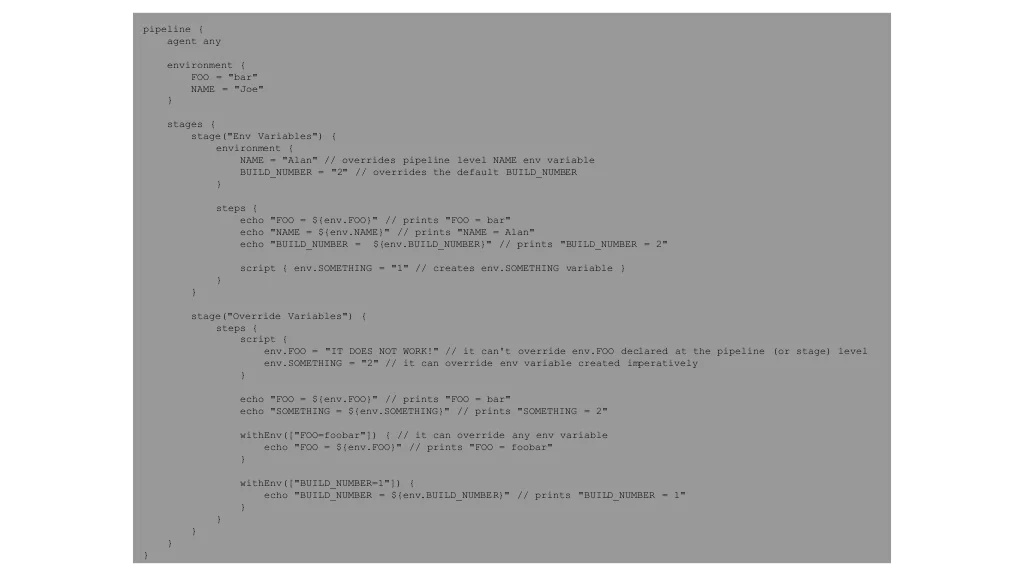 pipeline {
agent any
environment {
FOO = "bar"
NAME = "Joe"
}
stages {
stage("Env Variables") {
environment {
NAME = "Alan" // overrides pipeline level NAME env variable
BUILD_NUMBER = "2" // overrides the default BUILD_NUMBER
}
steps {
echo "FOO = ${env.FOO}" // prints "FOO = bar"
echo "NAME = ${env.NAME}" // prints "NAME = Alan"
echo "BUILD_NUMBER =  ${env.BUILD_NUMBER}" // prints "BUILD_NUMBER = 2"
script { env.SOMETHING = "1" // creates env.SOMETHING variable }
}
}
stage("Override Variables") {
steps {
script {
env.FOO = "IT DOES NOT WORK!" // it can't override env.FOO declared at the pipeline (or stage) level
env.SOMETHING = "2" // it can override env variable created imperatively
}
echo "FOO = ${env.FOO}" // prints "FOO = bar"
echo "SOMETHING = ${env.SOMETHING}" // prints "SOMETHING = 2"
withEnv(["FOO=foobar"]) { // it can override any env variable
echo "FOO = ${env.FOO}" // prints "FOO = foobar"
}
withEnv(["BUILD_NUMBER=1"]) {
echo "BUILD_NUMBER = ${env.BUILD_NUMBER}" // prints "BUILD_NUMBER = 1"
}
}
}
}
}